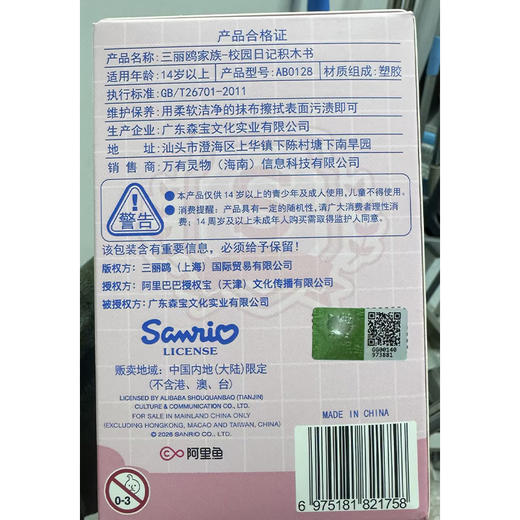 产品合格证
产品名称：三丽鸥家族-校园日记积木书
适用年龄：14岁以上 产品型号：AB0128 材质组成：塑胶
执行标准：GB/T26701-2011
维护保养：用柔软洁净的抹布擦拭表面污渍即可
生产企业：广东森宝文化实业有限公司
地址：汕头市澄海区上华镇下陈村塘下南旱园
销售商：万有灵物（海南）信息科技有限公司
警告
●本产品仅供14岁以上的青少年及成人使用，儿童不得使用。
●消费提醒：产品具有一定的随机性，请广大消费者理性消
费；14周岁及以上未成年人购买需取得监护人同意。
该包装含有重要信息，必须给予保留！
版权方：三丽鸥（上海）国际贸易有限公司
授权方：阿里巴巴授权宝（天津）文化传播有限公司
被授权方：广东森宝文化实业有限公司
Sanrio
LICENSE
贩卖地域：中国内地(大陆)限定
(不含港、澳、台)
LICENSED BY ALIBABA SHOUQUANBAO (TIANJIN)
CULTURE & COMMUNICATION CO., LTD.
FOR SALE IN MAINLAND CHINA ONLY
(EXCLUDING HONGKONG, MACAO AND TAIWAN, CHINA)
© 2026 SANRIO CO., LTD.
GG00140
973881
MADE IN CHINA
阿里鱼
0-3
6 975181 821758